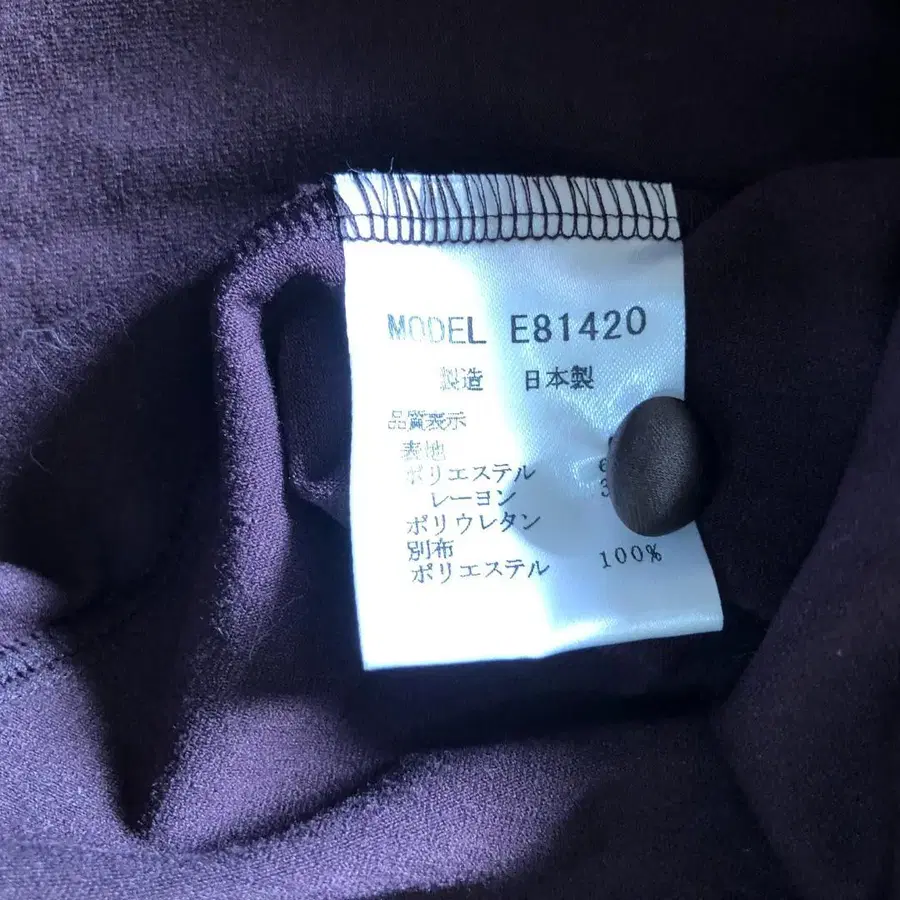 MODEL E81420
製造 日本製
品質表示
表地
ポリエステル 6
レーヨン 3
ポリウレタン
別布
ポリエステル 100%